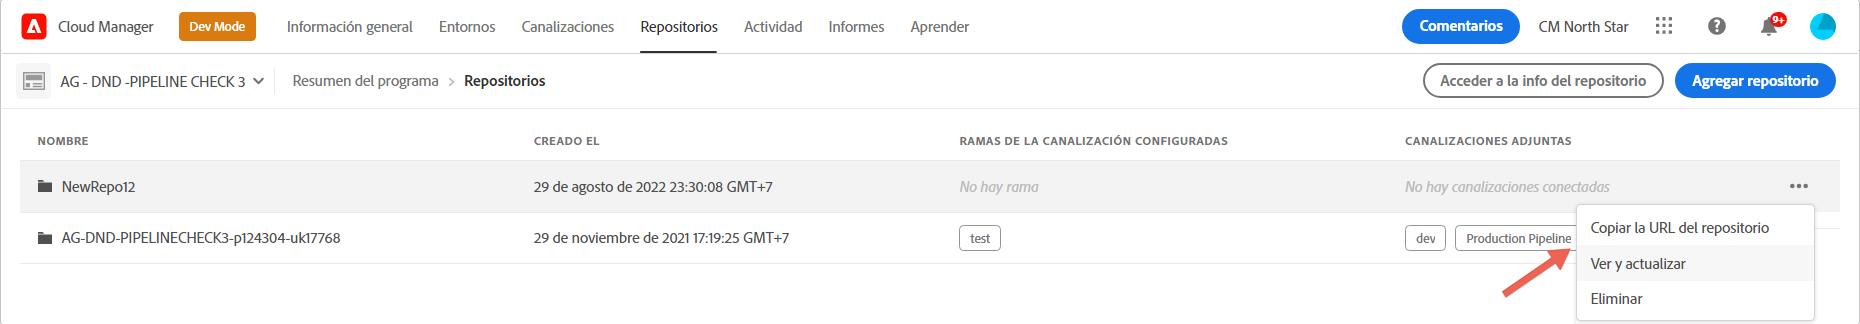 Cloud Manager Dev Mode Información general Entornos Canalizaciones Repositorios Actividad Informes Aprender Comentarios CM North Star 9+
AG - DND -PIPELINE CHECK 3 Resumen del programa > Repositorios Acceder a la info del repositorio Agregar repositorio
NOMBRE CREADO EL RAMAS DE LA CANALIZACIÓN CONFIGURADAS CANALIZACIONES ADJUNTAS
NewRepo12 29 de agosto de 2022 23:30:08 GMT+7 No hay rama No hay canalizaciones conectadas
AG-DND-PIPELINECHECK3-p124304-uk17768 29 de noviembre de 2021 17:19:25 GMT+7 test dev Production Pipeline
Copiar la URL del repositorio
Ver y actualizar
Eliminar